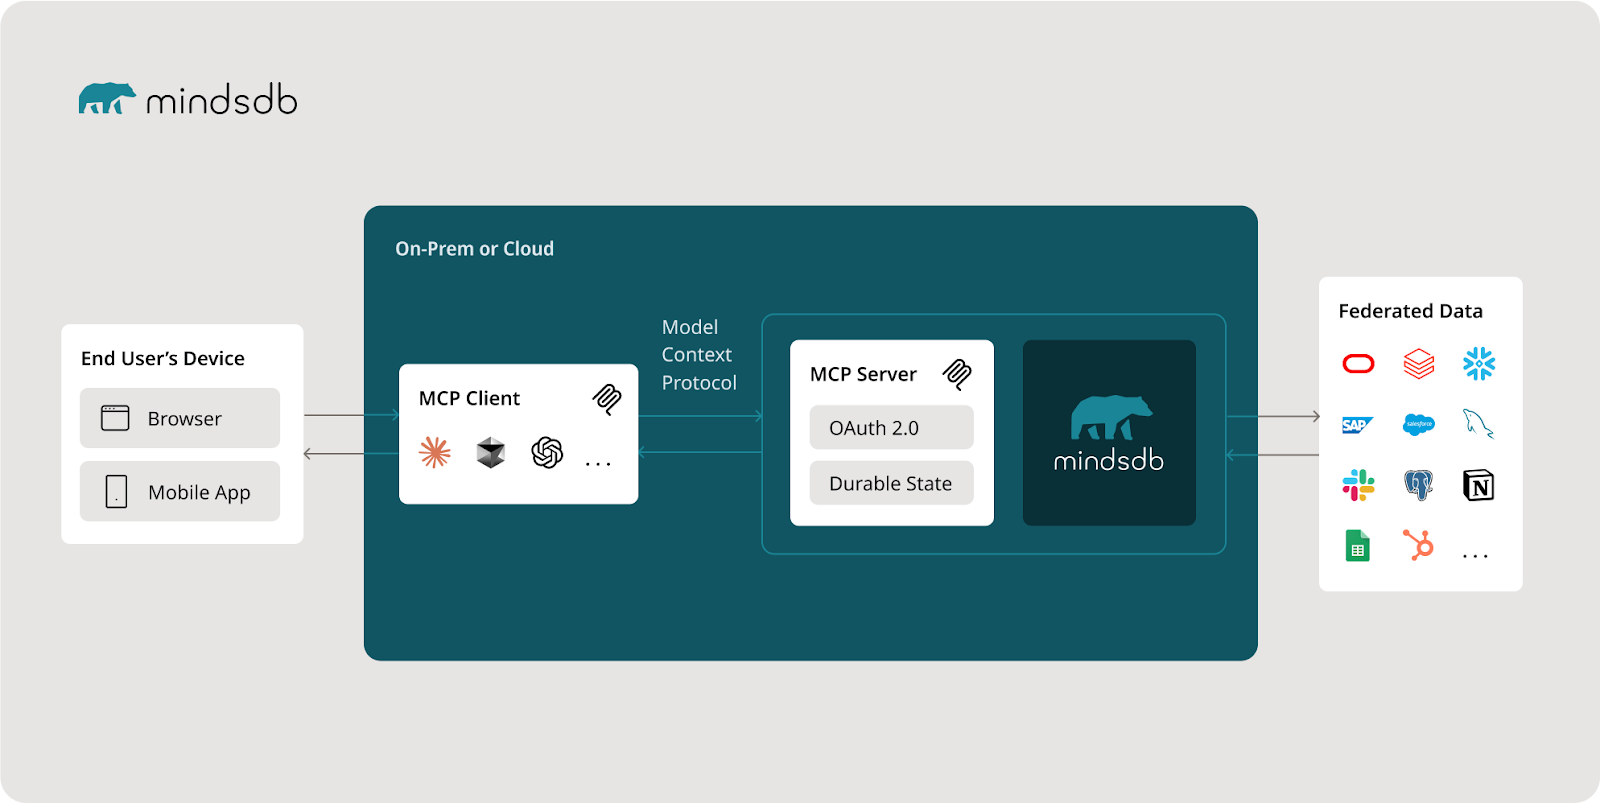 mindsdb
On-Prem or Cloud
End User’s Device
Browser
Mobile App
MCP Client
...
Model
Context
Protocol
MCP Server
OAuth 2.0
Durable State
mindsdb
Federated Data
SAP
salesforce
N
...